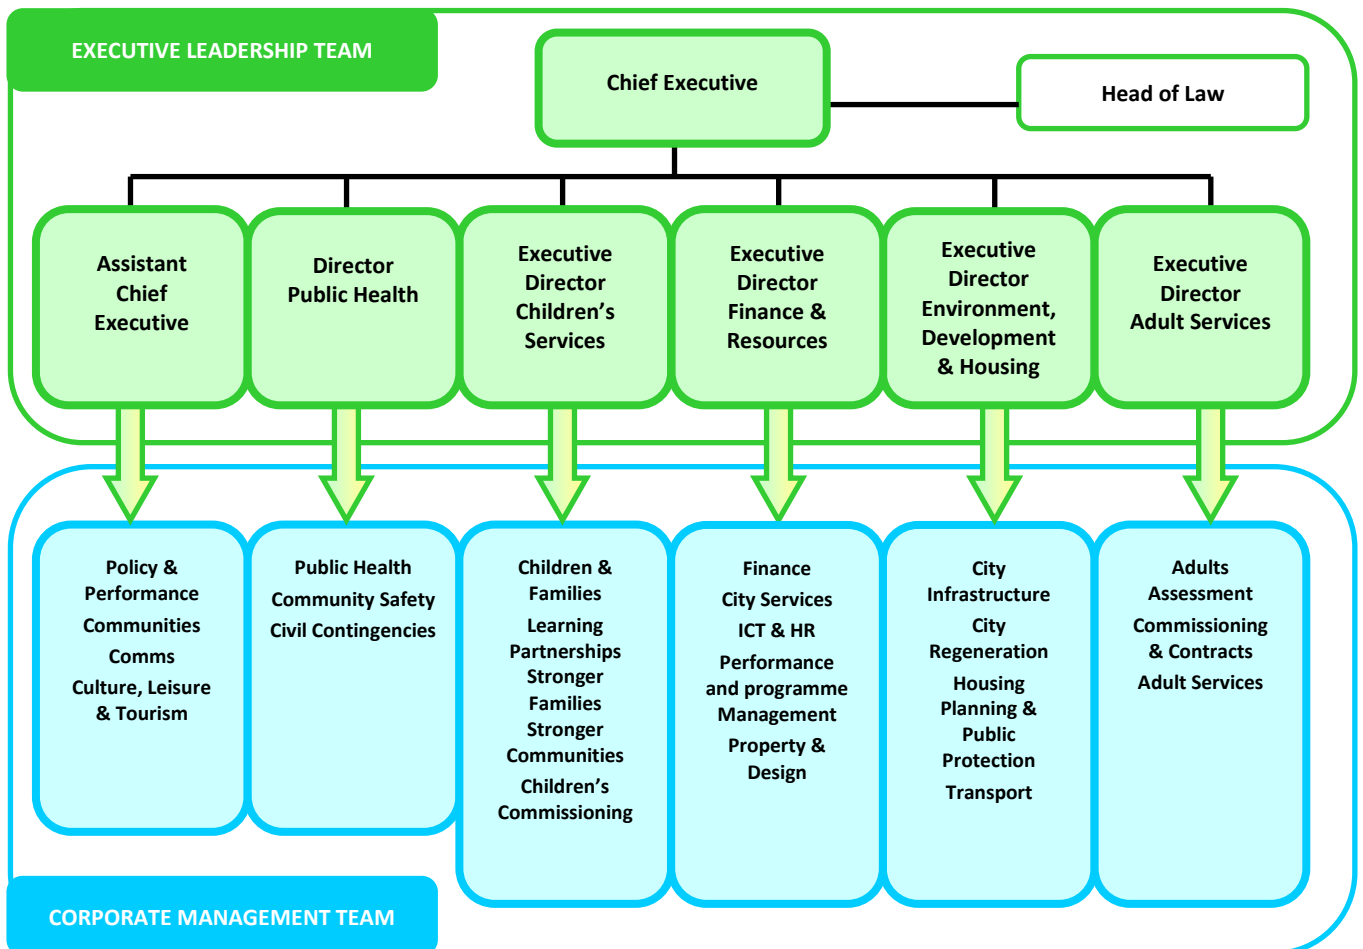 EXECUTIVE LEADERSHIP TEAM
Chief Executive
Head of Law
Assistant
Chief
Executive
Director
Public Health
Executive
Director
Children’s
Services
Executive
Director
Finance &
Resources
Executive
Director
Environment,
Development
& Housing
Executive
Director
Adult Services
Policy &
Performance
Communities
Comms
Culture, Leisure
& Tourism
Public Health
Community Safety
Civil Contingencies
Children &
Families
Learning
Partnerships
Stronger
Families
Stronger
Communities
Children’s
Commissioning
Finance
City Services
ICT & HR
Performance
and programme
Management
Property &
Design
City
Infrastructure
City
Regeneration
Housing
Planning &
Public
Protection
Transport
Adults
Assessment
Commissioning
& Contracts
Adult Services
CORPORATE MANAGEMENT TEAM